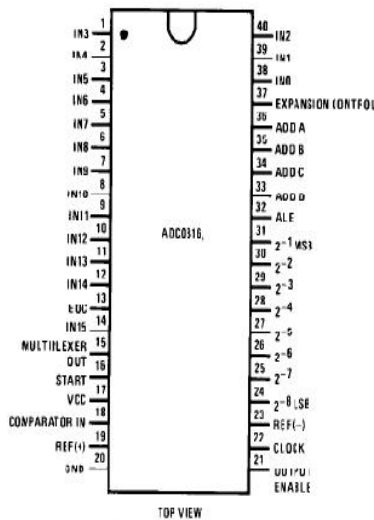 IN3 1
IN4 2
IN5 3
IN6 4
IN7 5
IN8 6
IN9 7
IN10 8
IN11 9
IN12 10
IN13 11
IN14 12
EOC 13
IN15 14
MULTIPLEXER 15
OUT
START 16
VCC 17
COMPARATOR IN 18
REF(+) 19
GND 20
ADC0816,
40 IN2
39 IN1
38 IN0
37 EXPANSION CONTROL
36 ADD A
35 ADD B
34 ADD C
33 ADD D
32 ALE
31 2-1 MSB
30 2-2
29 2-3
28 2-4
27 2-5
26 2-6
25 2-7
24 2-8 LSB
23 REF(-)
22 CLOCK
21 OUTPUT
ENABLE
TOP VIEW